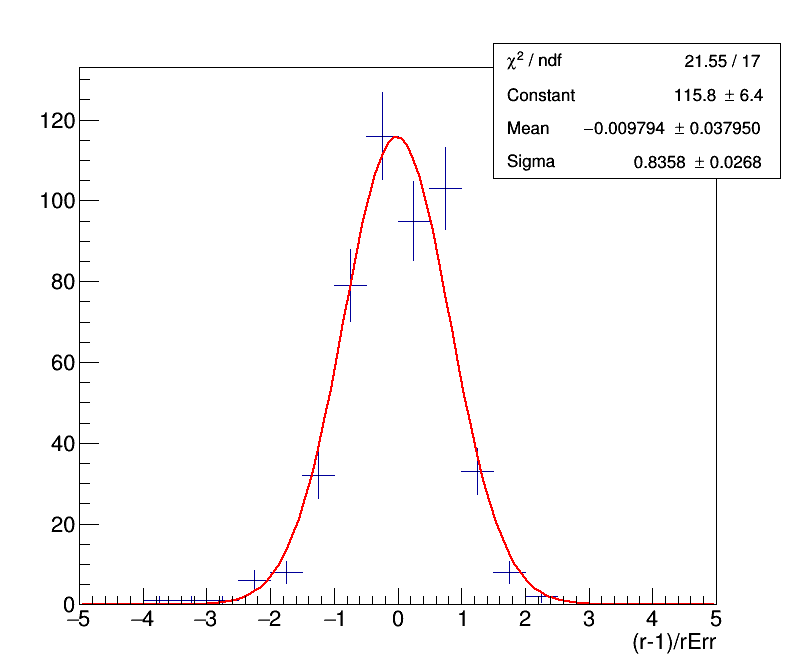 χ² / ndf 21.55 / 17
Constant 115.8 ± 6.4
Mean −0.009794 ± 0.037950
Sigma 0.8358 ± 0.0268
120
100
80
60
40
20
0
−5 −4 −3 −2 −1 0 1 2 3 4 5
(r-1)/rErr